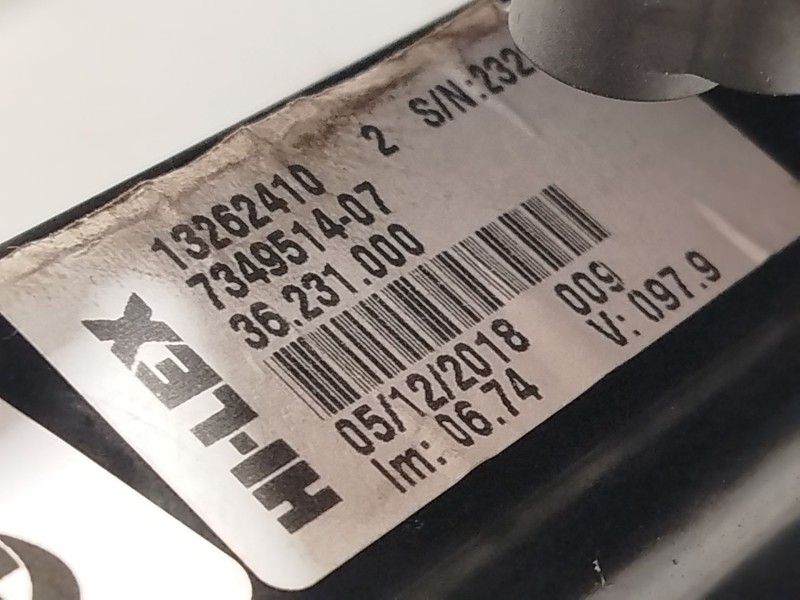 HI-LEX
13262410 2 S/N:232
7349514-07
36.231.000
05/12/2018 009
Im: 06.74 V: 097.9